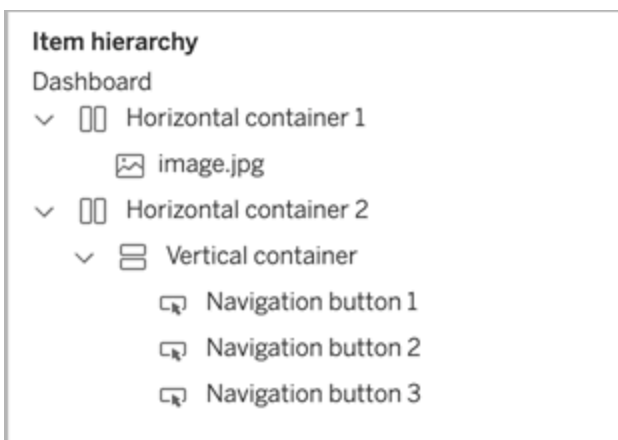 Item hierarchy
Dashboard
Horizontal container 1
image.jpg
Horizontal container 2
Vertical container
Navigation button 1
Navigation button 2
Navigation button 3